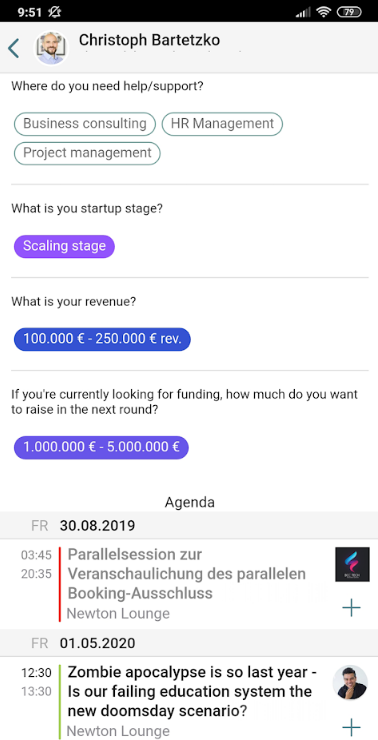 9:51 79
Christoph Bartetzko
Where do you need help/support?
Business consulting HR Management
Project management
What is you startup stage?
Scaling stage
What is your revenue?
100.000 € - 250.000 € rev.
If you're currently looking for funding, how much do you want
to raise in the next round?
1.000.000 € - 5.000.000 €
Agenda
FR 30.08.2019
03:45 Parallelsession zur
20:35 Veranschaulichung des parallelen
Booking-Ausschluss
Newton Lounge
FR 01.05.2020
12:30 Zombie apocalypse is so last year -
13:30 Is our failing education system the
new doomsday scenario?
Newton Lounge